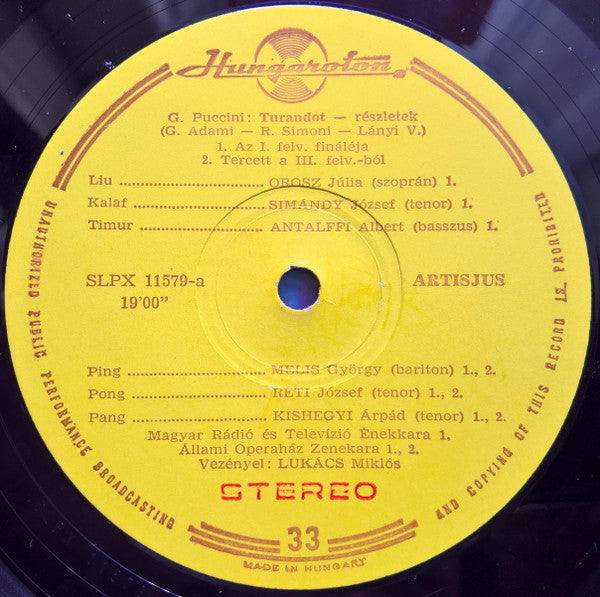 Hungaroton
G. Puccini: Turandot — részletek
(G. Adami — R. Simoni — Lányi V.)
1. Az I. felv. fináléja
2. Tercett a III. felv.-ból
Liu ........................ OROSZ Júlia (szoprán) 1.
Kalaf ........................ SIMÁNDY József (tenor) 1.
Timur ........................ ANTALFFI Albert (basszus) 1.
SLPX 11579-a
19'00"
ARTISJUS
Ping ........................ MELIS György (bariton) 1., 2.
Pong ........................ RÉTI József (tenor) 1., 2.
Pang ........................ KISHEGYI Árpád (tenor) 1., 2.
Magyar Rádió és Televízió Énekkara 1.
Állami Operaház Zenekara 1., 2.
Vezényel: LUKÁCS Miklós
STEREO
33
MADE IN HUNGARY
UNAUTHORIZED PUBLIC PERFORMANCE BROADCASTING
AND COPYING OF THIS RECORD IS PROHIBITED